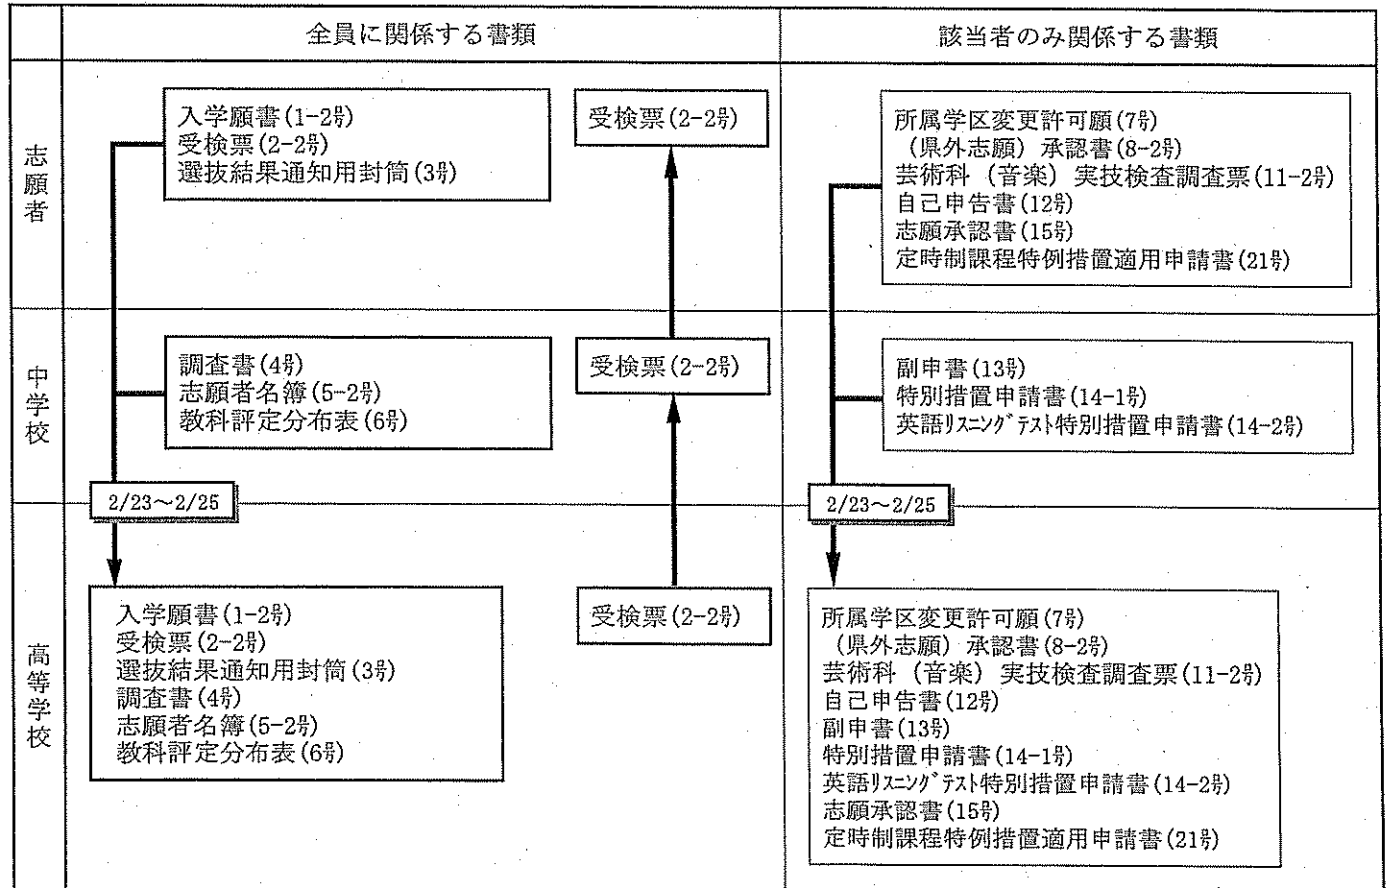 全員に関係する書類
該当者のみ関係する書類
志願者
入学願書(1-2号)
受検票(2-2号)
選抜結果通知用封筒(3号)
受検票(2-2号)
所属学区変更許可願(7号)
(県外志願)承認書(8-2号)
芸術科(音楽)実技検査調査票(11-2号)
自己申告書(12号)
志願承認書(15号)
定時制課程特例措置適用申請書(21号)
中学校
調査書(4号)
志願者名簿(5-2号)
教科評定分布表(6号)
受検票(2-2号)
副申書(13号)
特別措置申請書(14-1号)
英語リスニングテスト特別措置申請書(14-2号)
2/23～2/25
2/23～2/25
高等学校
入学願書(1-2号)
受検票(2-2号)
選抜結果通知用封筒(3号)
調査書(4号)
志願者名簿(5-2号)
教科評定分布表(6号)
受検票(2-2号)
所属学区変更許可願(7号)
(県外志願)承認書(8-2号)
芸術科(音楽)実技検査調査票(11-2号)
自己申告書(12号)
副申書(13号)
特別措置申請書(14-1号)
英語リスニングテスト特別措置申請書(14-2号)
志願承認書(15号)
定時制課程特例措置適用申請書(21号)